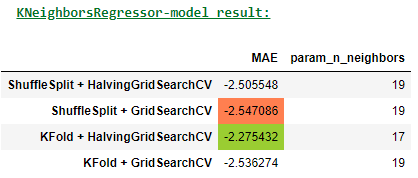 KNeighborsRegressor-model result:
MAE param_n_neighbors
ShuffleSplit + HalvingGridSearchCV -2.505548 19
ShuffleSplit + GridSearchCV -2.547086 19
KFold + HalvingGridSearchCV -2.275432 17
KFold + GridSearchCV -2.536274 19